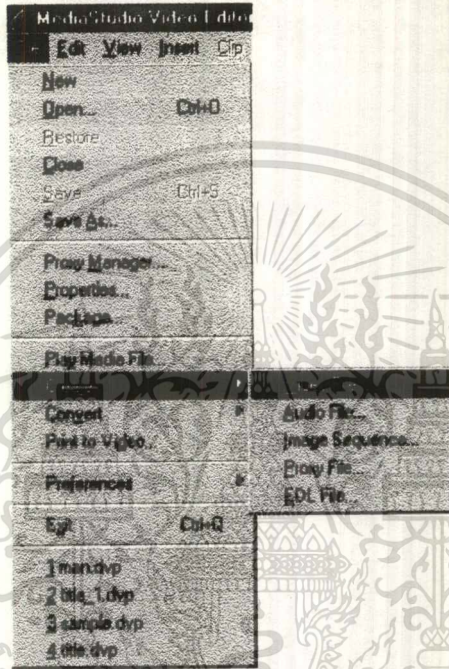 MediaStudio Video Editor
Edit View Insert Clip
New
Open... Ctrl+O
Restore
Close
Save Ctrl+S
Save As...
Proxy Manager...
Properties...
Package...
Play Media File...
Convert
Audio File...
Print to Video...
Image Sequence...
Proxy File...
Preferences
EDL File...
Exit Ctrl+Q
1 man.dvp
2 title_1.dvp
3 sample.dvp
4 title.dvp